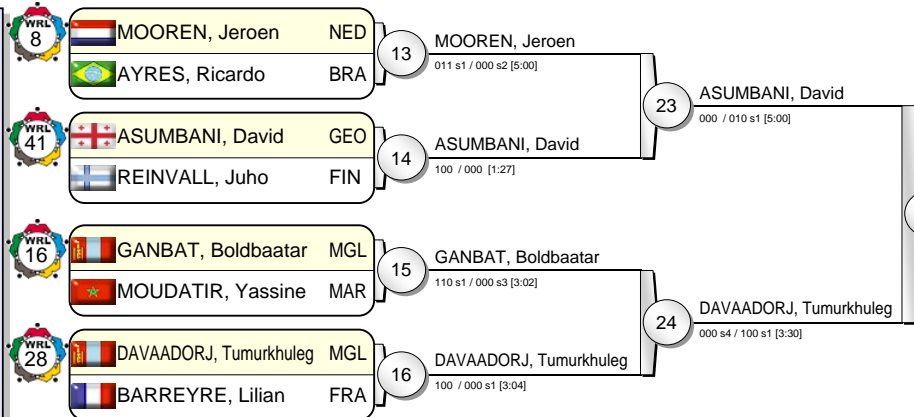 WRL
8
MOOREN, Jeroen NED
AYRES, Ricardo BRA
13
MOOREN, Jeroen
011 s1 / 000 s2 [5:00]
WRL
41
ASUMBANI, David GEO
REINVALL, Juho FIN
14
ASUMBANI, David
100 / 000 [1:27]
23
ASUMBANI, David
000 / 010 s1 [5:00]
WRL
16
GANBAT, Boldbaatar MGL
MOUDATIR, Yassine MAR
15
GANBAT, Boldbaatar
110 s1 / 000 s3 [3:02]
WRL
28
DAVAADORJ, Tumurkhuleg MGL
BARREYRE, Lilian FRA
16
DAVAADORJ, Tumurkhuleg
100 / 000 s1 [3:04]
24
DAVAADORJ, Tumurkhuleg
000 s4 / 100 s1 [3:30]